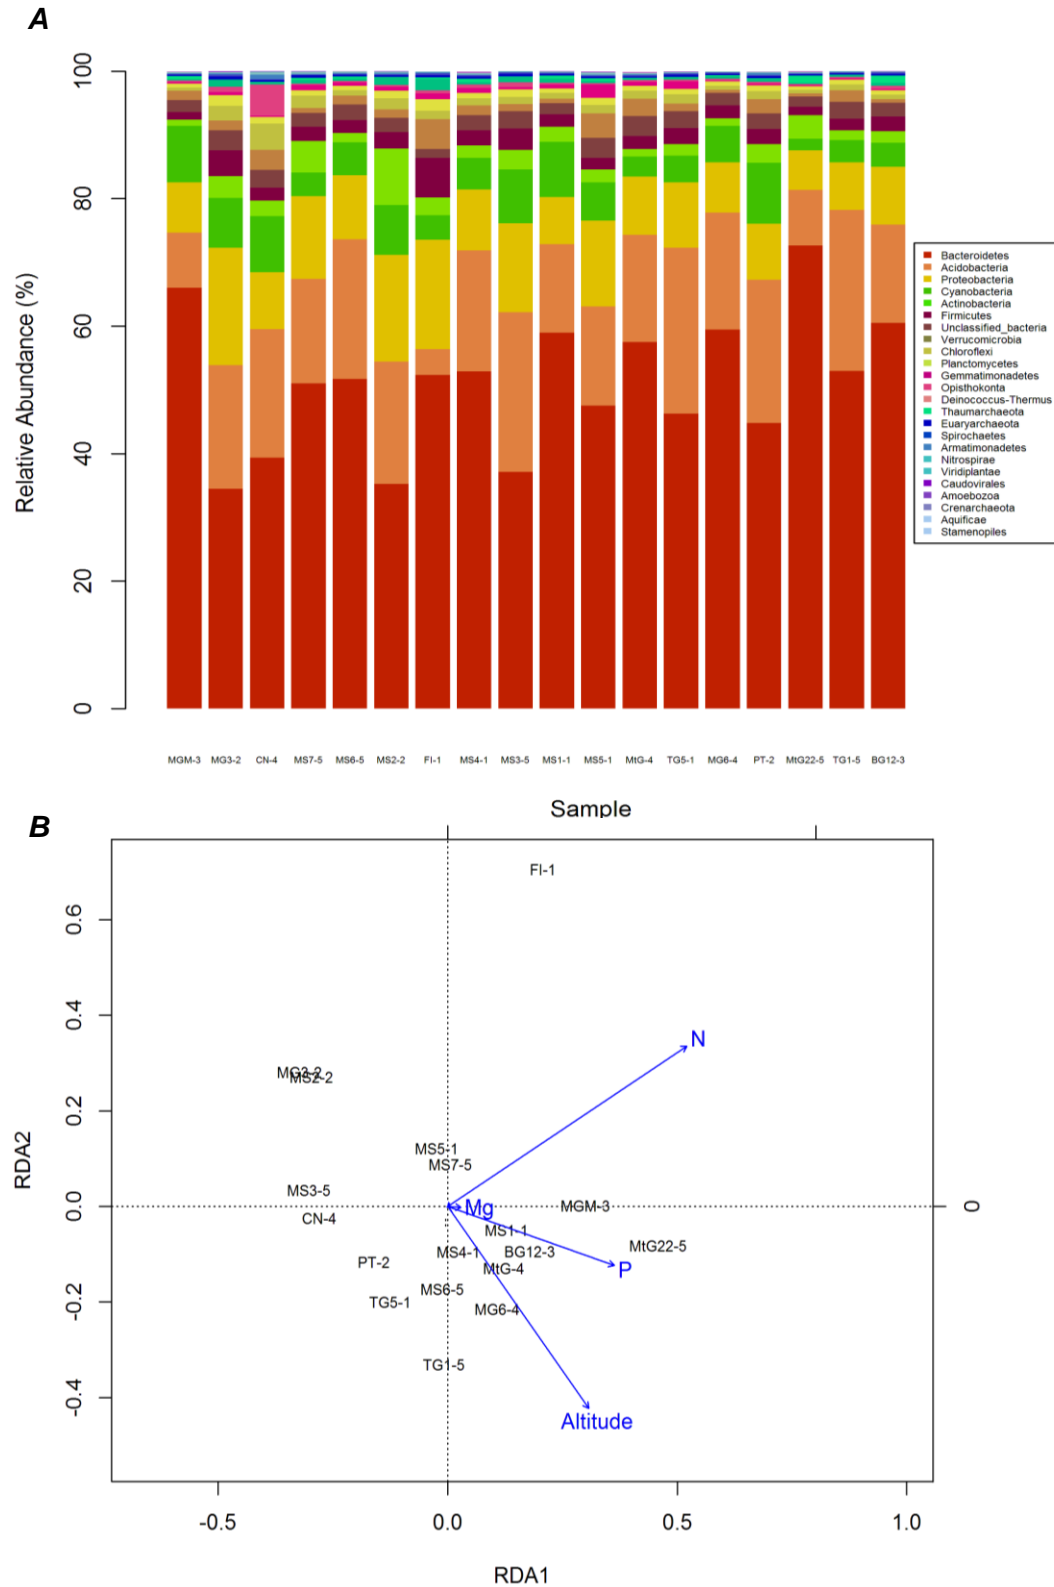 A
100
80
60
40
20
0
Relative Abundance (%)
Bacteroidetes
Acidobacteria
Proteobacteria
Cyanobacteria
Actinobacteria
Firmicutes
Unclassified_bacteria
Verrucomicrobia
Chloroflexi
Planctomycetes
Gemmatimonadetes
Opisthokonta
Deinococcus-Thermus
Thaumarchaeota
Euaryarchaeota
Spirochaetes
Armatimonadetes
Nitrospirae
Viridiplantae
Caudovirales
Amoebozoa
Crenarchaeota
Aquificae
Stamenopiles
MGM-3 MG3-2 CN-4 MS7-5 MS6-5 MS2-2 FI-1 MS4-1 MS3-5 MS1-1 MS5-1 MtG-4 TG5-1 MG6-4 PT-2 MtG22-5 TG1-5 BG12-3
Sample
B
FI-1
0.6
0.4
N
MG3-2
MS2-2
0.2
MS5-1
MS7-5
RDA2
MS3-5
0.0
Mg
MGM-3
0
CN-4
MS1-1
MtG22-5
MS4-1
BG12-3
PT-2
MtG-4
P
MS6-5
-0.2
TG5-1
MG6-4
TG1-5
-0.4
Altitude
-0.5 0.0 0.5 1.0
RDA1